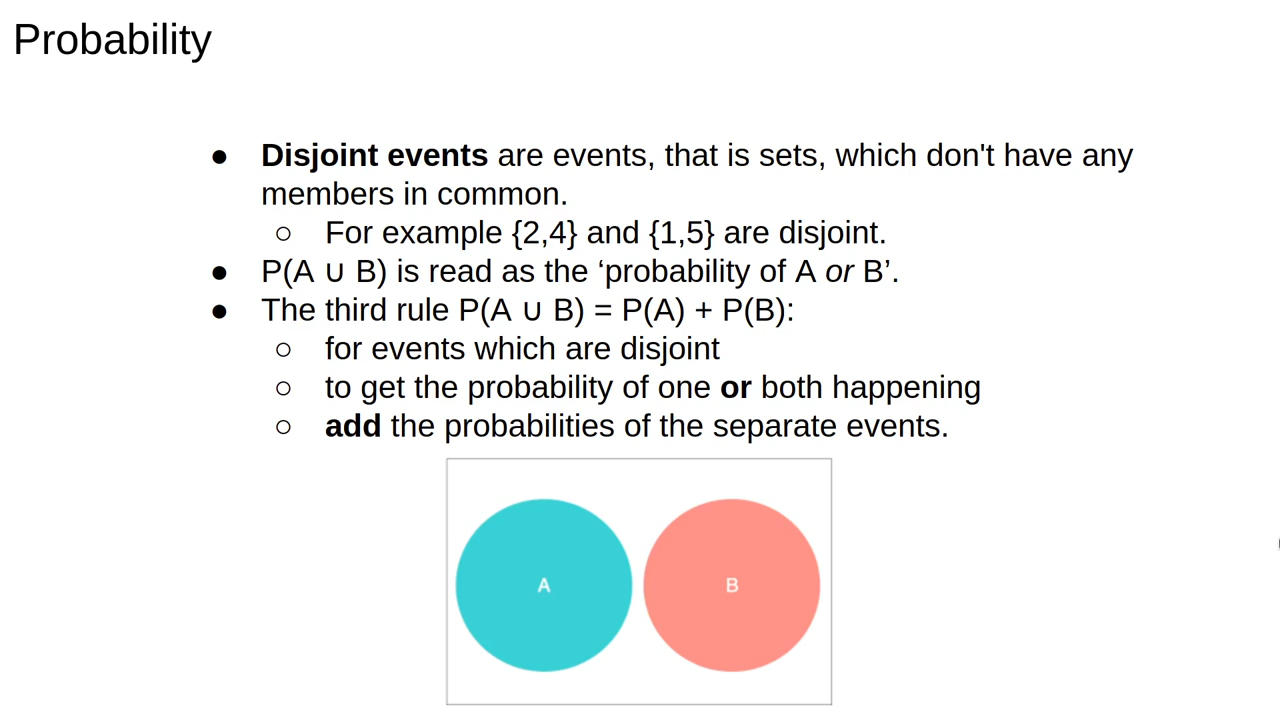 Probability
● Disjoint events are events, that is sets, which don't have any
members in common.
○ For example {2,4} and {1,5} are disjoint.
● P(A ∪ B) is read as the ‘probability of A or B’.
● The third rule P(A ∪ B) = P(A) + P(B):
○ for events which are disjoint
○ to get the probability of one or both happening
○ add the probabilities of the separate events.
A B